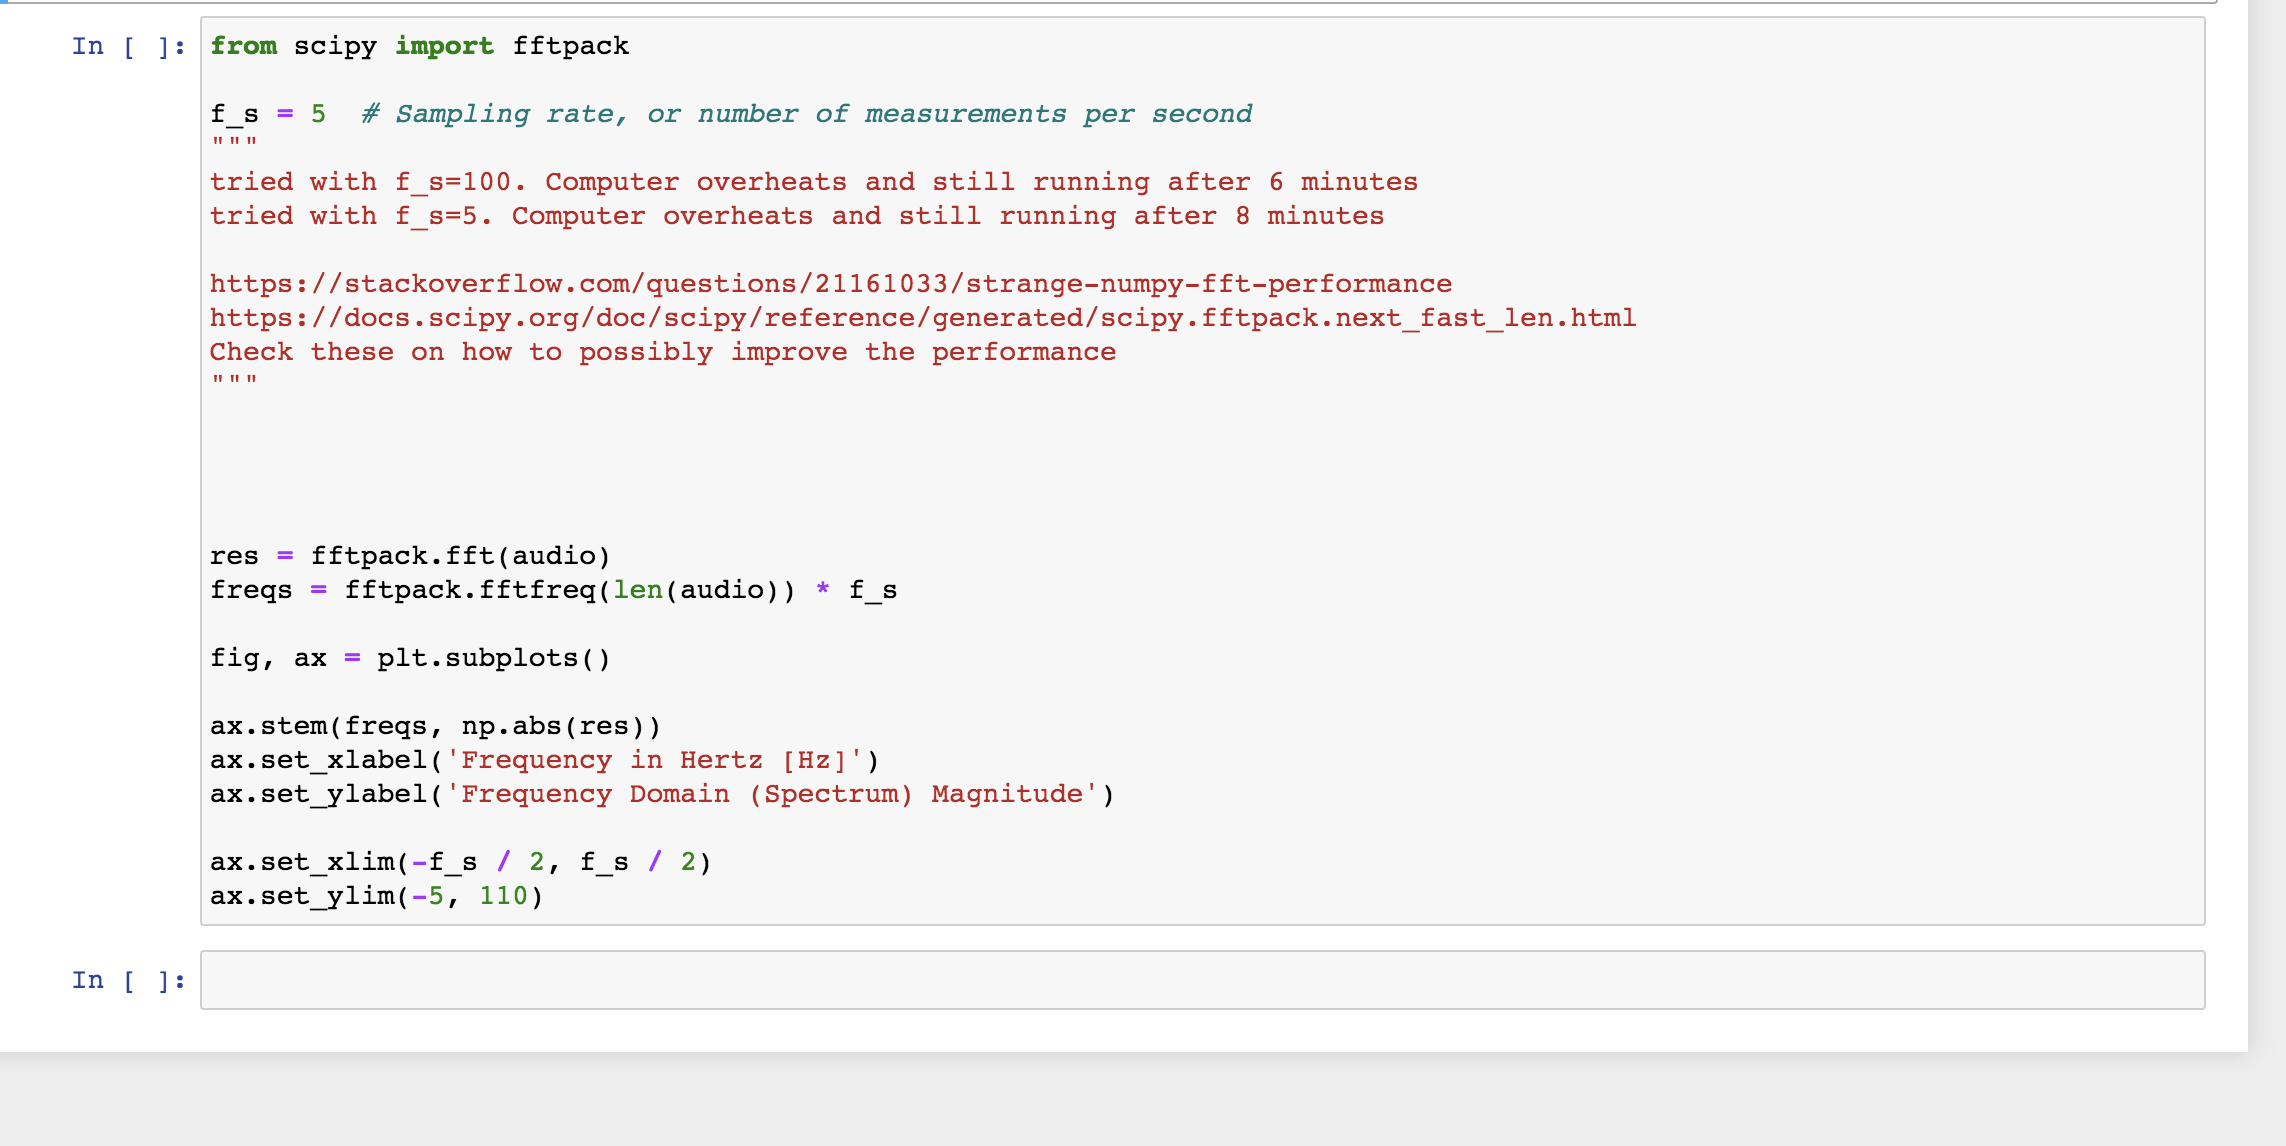 In [ ]:
from scipy import fftpack
f_s = 5  # Sampling rate, or number of measurements per second
"""
tried with f_s=100. Computer overheats and still running after 6 minutes
tried with f_s=5. Computer overheats and still running after 8 minutes
https://stackoverflow.com/questions/21161033/strange-numpy-fft-performance
https://docs.scipy.org/doc/scipy/reference/generated/scipy.fftpack.next_fast_len.html
Check these on how to possibly improve the performance
"""
res = fftpack.fft(audio)
freqs = fftpack.fftfreq(len(audio)) * f_s
fig, ax = plt.subplots()
ax.stem(freqs, np.abs(res))
ax.set_xlabel('Frequency in Hertz [Hz]')
ax.set_ylabel('Frequency Domain (Spectrum) Magnitude')
ax.set_xlim(-f_s / 2, f_s / 2)
ax.set_ylim(-5, 110)
In [ ]: